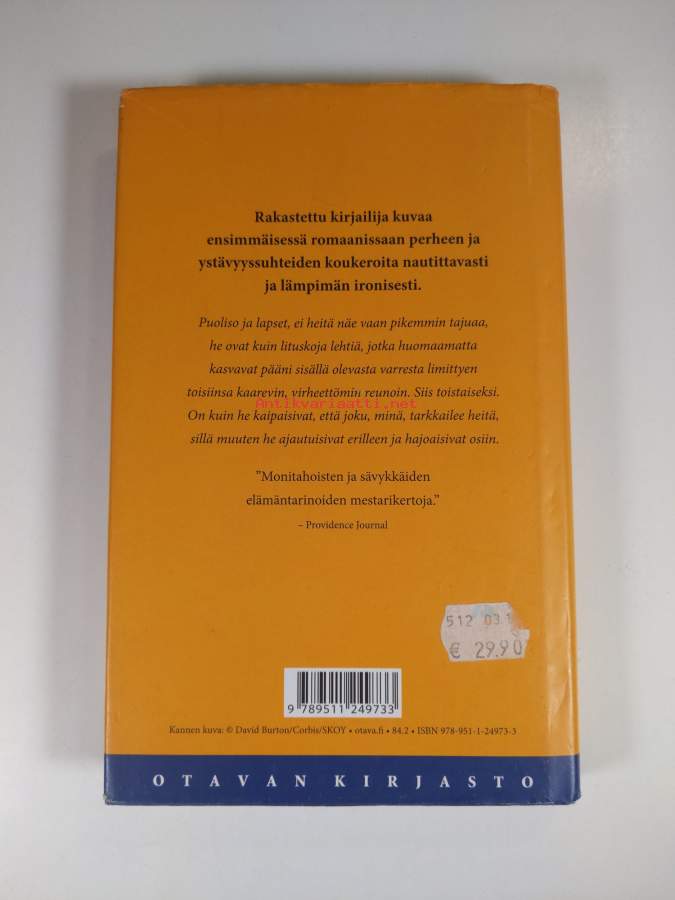 Rakastettu kirjailija kuvaa
ensimmäisessä romaanissaan perheen ja
ystävyyssuhteiden koukeroita nautittavasti
ja lämpimän ironisesti.
Puoliso ja lapset, ei heitä näe vaan pikemmin tajuaa,
he ovat kuin lituskoja lehtiä, jotka huomaamatta
kasvavat pääni sisällä olevasta varresta limittyen
toisiinsa kaarevin, virheettömin reunoin. Siis toistaiseksi.
Antikvariaatti.net
On kuin he kaipaisivat, että joku, minä, tarkkailee heitä,
sillä muuten he ajautuisivat erilleen ja hajoaisivat osiin.
”Monitahoisten ja sävykkäiden
elämäntarinoiden mestarikertoja.”
– Providence Journal
512 03.1
€ 29.90
9 789511 249733
Kannen kuva: © David Burton/Corbis/SKOY • otava.fi • 84.2 • ISBN 978-951-1-24973-3
OTAVAN KIRJASTO